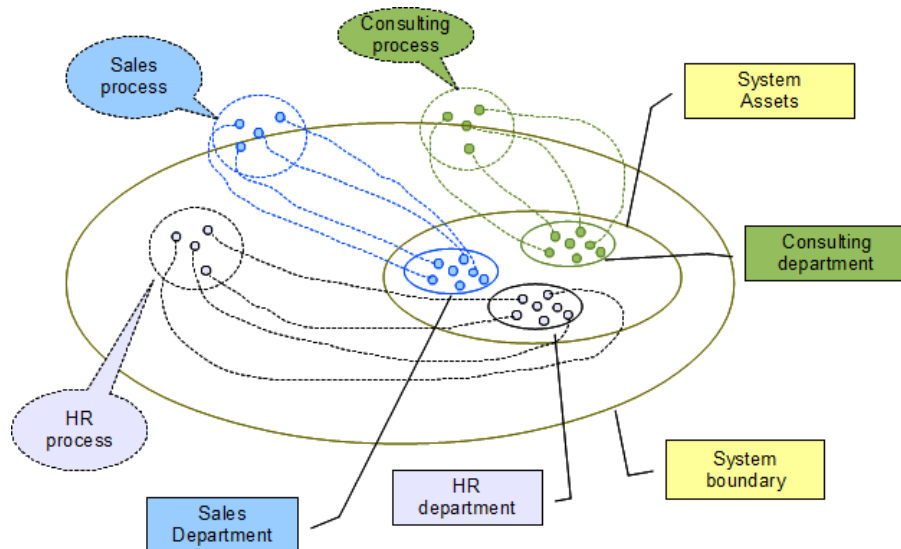 Consulting
process
Sales
process
System
Assets
Consulting
department
HR
process
System
boundary
HR
department
Sales
Department